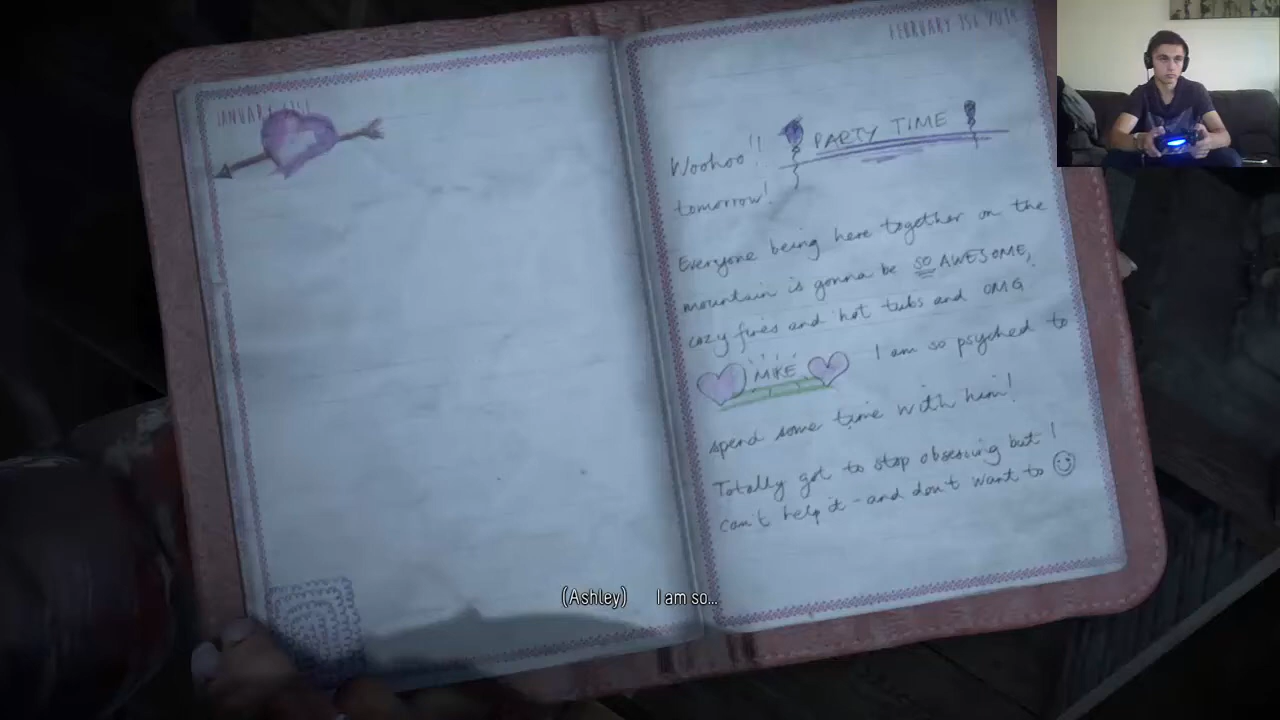 FEBRUARY 1st
Woohoo!! PARTY TIME
tomorrow!
Everyone being here together on the
mountain is gonna be SO AWESOME,
cozy fires and hot tubs and OMG
MIKE I am so psyched to
spend some time with him!
Totally got to stop obsessing but I
can't help it - and don't want to
(Ashley) I am so...